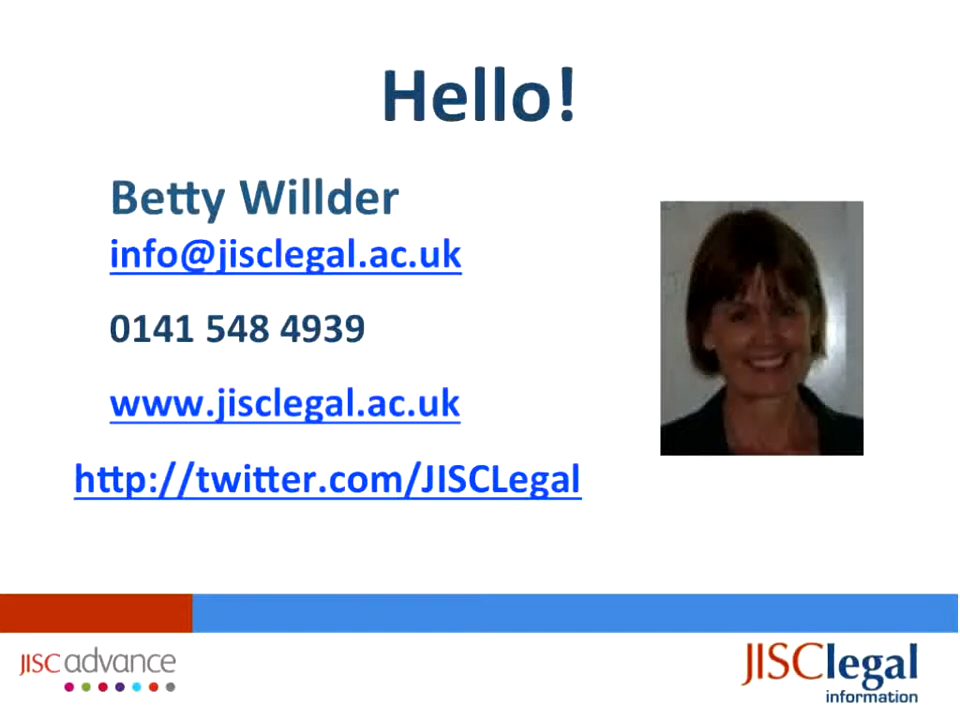 Hello!
Betty Willder
info@jisclegal.ac.uk
0141 548 4939
www.jisclegal.ac.uk
http://twitter.com/JISCLegal
JISC advance
JISClegal
information